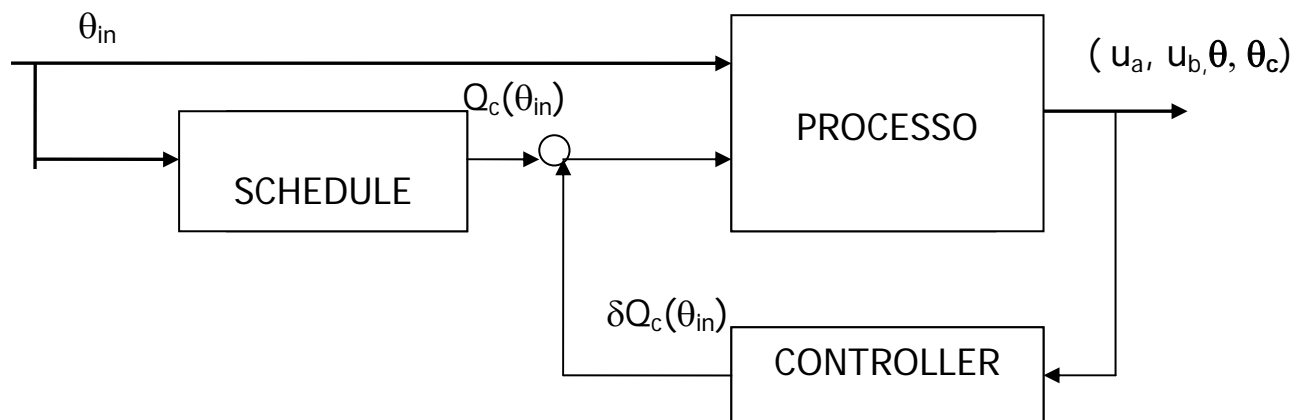 θin
( ua, ub,θ, θc)
Qc(θin)
PROCESSO
SCHEDULE
δQc(θin)
CONTROLLER